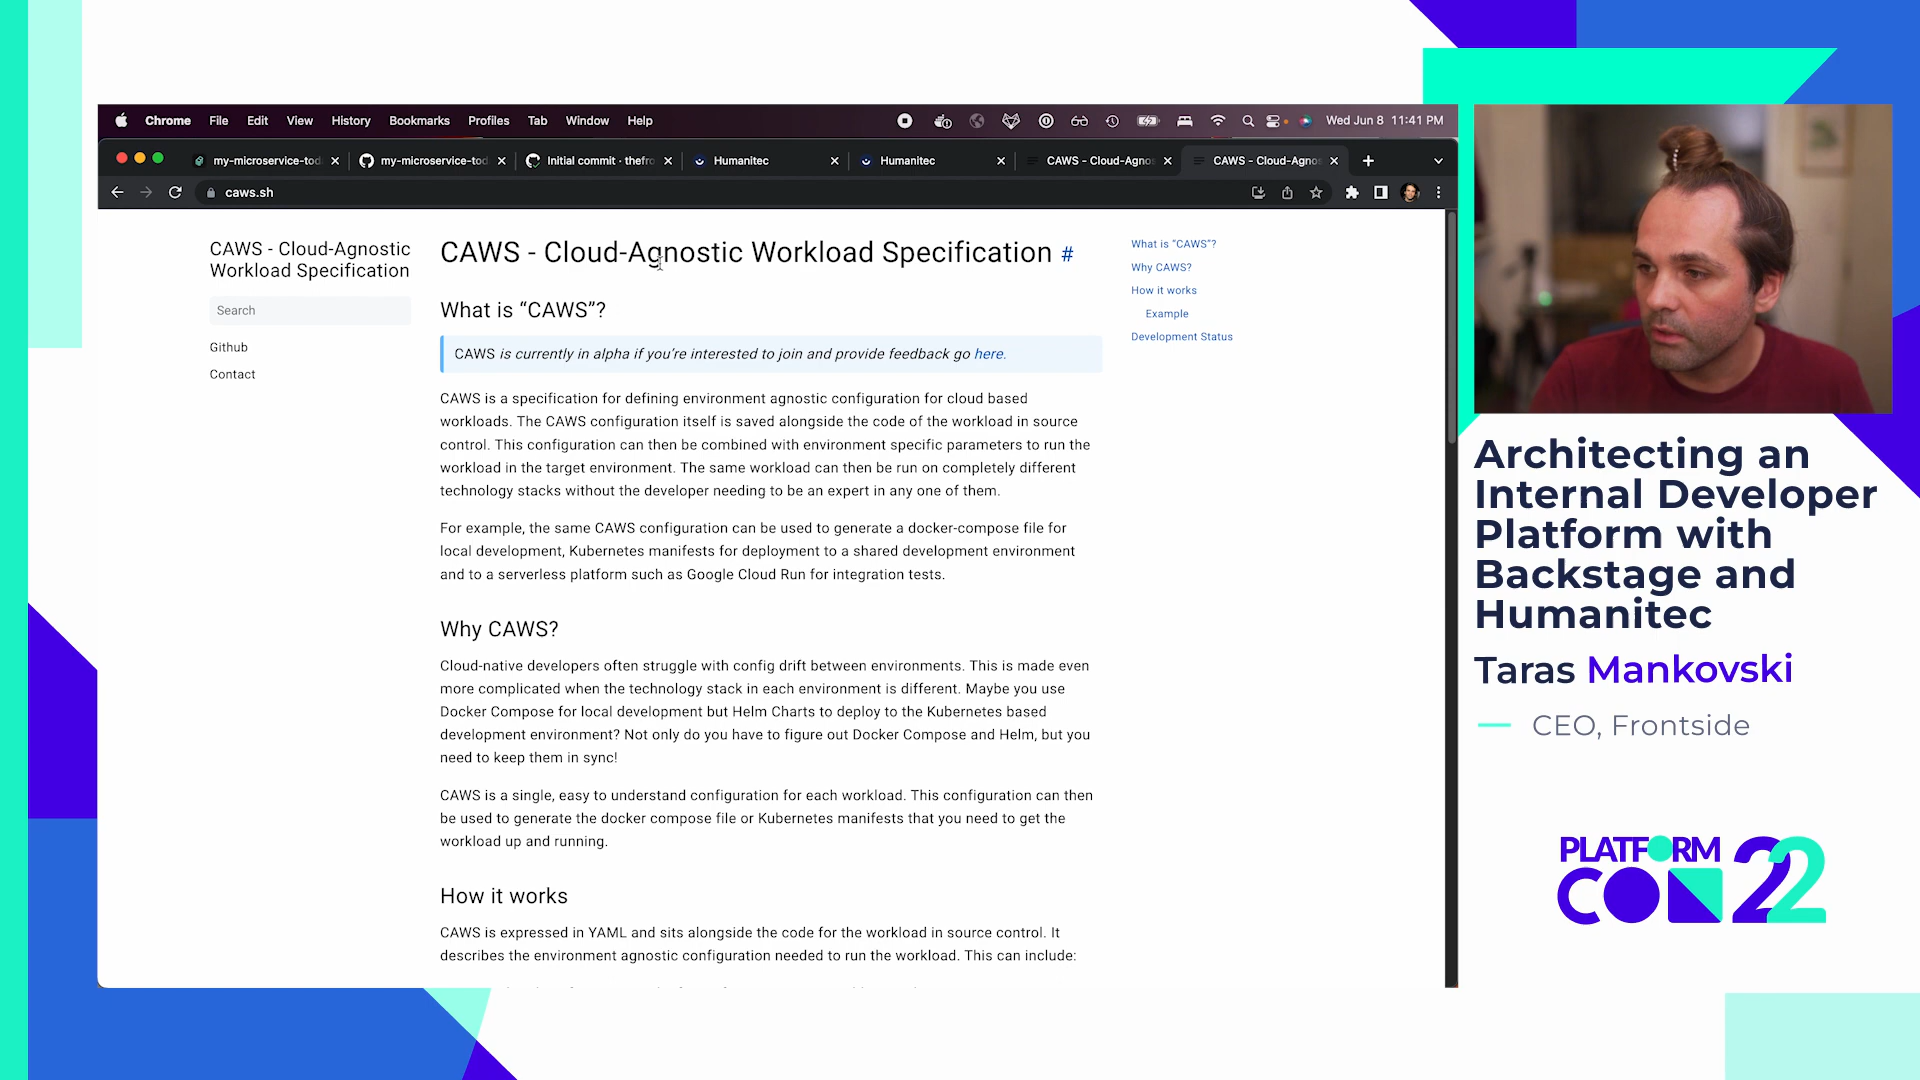 Chrome File Edit View History Bookmarks Profiles Tab Window Help Wed Jun 8 11:41 PM
my-microservice-tod my-microservice-tod Initial commit · thefro Humanitec Humanitec CAWS - Cloud-Agnos CAWS - Cloud-Agnos
caws.sh
CAWS - Cloud-Agnostic
Workload Specification
Search
Github
Contact
CAWS - Cloud-Agnostic Workload Specification #
What is “CAWS”?
CAWS is currently in alpha if you’re interested to join and provide feedback go here.
CAWS is a specification for defining environment agnostic configuration for cloud based
workloads. The CAWS configuration itself is saved alongside the code of the workload in source
control. This configuration can then be combined with environment specific parameters to run the
workload in the target environment. The same workload can then be run on completely different
technology stacks without the developer needing to be an expert in any one of them.
For example, the same CAWS configuration can be used to generate a docker-compose file for
local development, Kubernetes manifests for deployment to a shared development environment
and to a serverless platform such as Google Cloud Run for integration tests.
Why CAWS?
Cloud-native developers often struggle with config drift between environments. This is made even
more complicated when the technology stack in each environment is different. Maybe you use
Docker Compose for local development but Helm Charts to deploy to the Kubernetes based
development environment? Not only do you have to figure out Docker Compose and Helm, but you
need to keep them in sync!
CAWS is a single, easy to understand configuration for each workload. This configuration can then
be used to generate the docker compose file or Kubernetes manifests that you need to get the
workload up and running.
How it works
CAWS is expressed in YAML and sits alongside the code for the workload in source control. It
describes the environment agnostic configuration needed to run the workload. This can include:
What is “CAWS”?
Why CAWS?
How it works
Example
Development Status
Architecting an
Internal Developer
Platform with
Backstage and
Humanitec
Taras Mankovski
CEO, Frontside
PLATFORM
CON 22